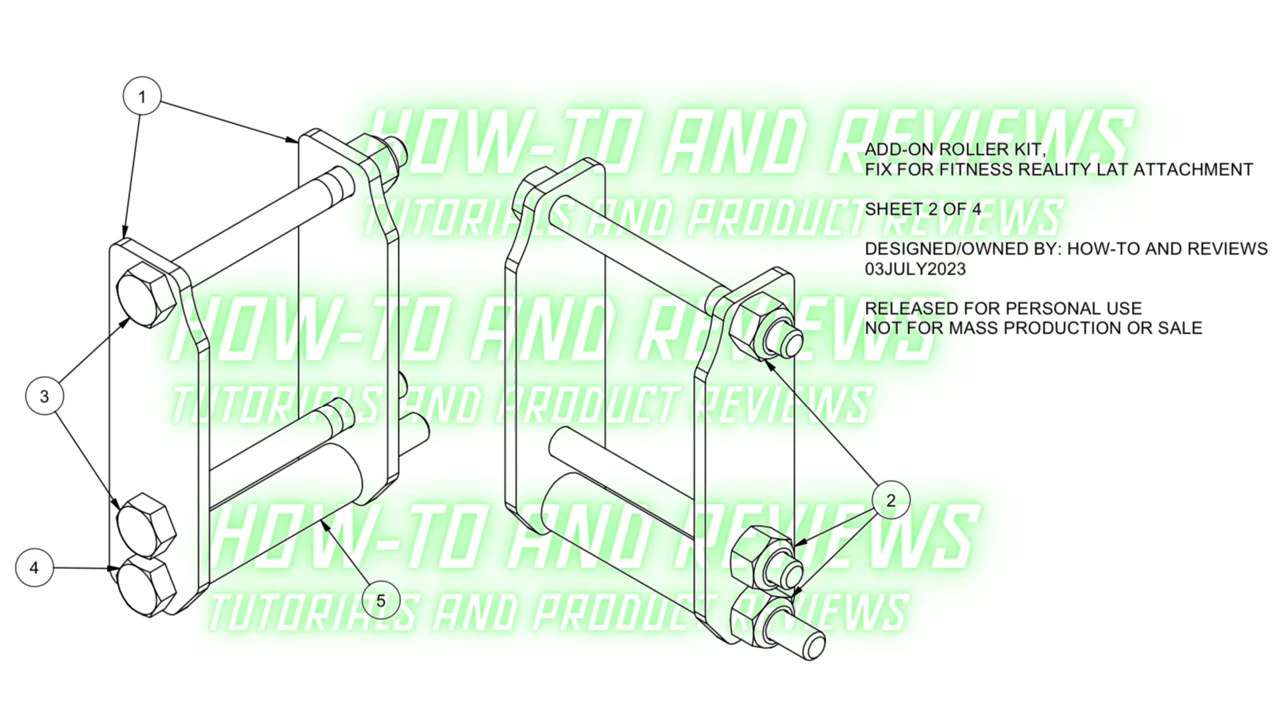 1
3
4
5
2
HOW-TO AND REVIEWS
TUTORIALS AND PRODUCT REVIEWS
HOW-TO AND REVIEWS
TUTORIALS AND PRODUCT REVIEWS
HOW-TO AND REVIEWS
TUTORIALS AND PRODUCT REVIEWS
ADD-ON ROLLER KIT,
FIX FOR FITNESS REALITY LAT ATTACHMENT
SHEET 2 OF 4
DESIGNED/OWNED BY: HOW-TO AND REVIEWS
03JULY2023
RELEASED FOR PERSONAL USE
NOT FOR MASS PRODUCTION OR SALE